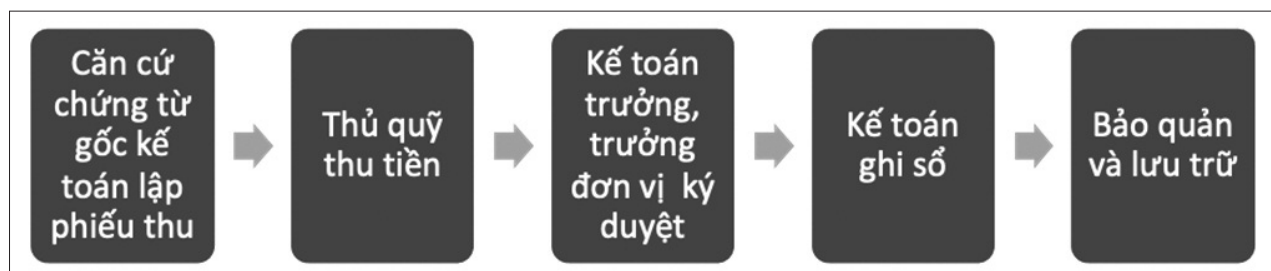 Căn cứ
chứng từ
gốc kế
toán lập
phiếu thu
Thủ quỹ
thu tiền
Kế toán
trưởng,
trưởng
đơn vị ký
duyệt
Kế toán
ghi sổ
Bảo quản
và lưu trữ